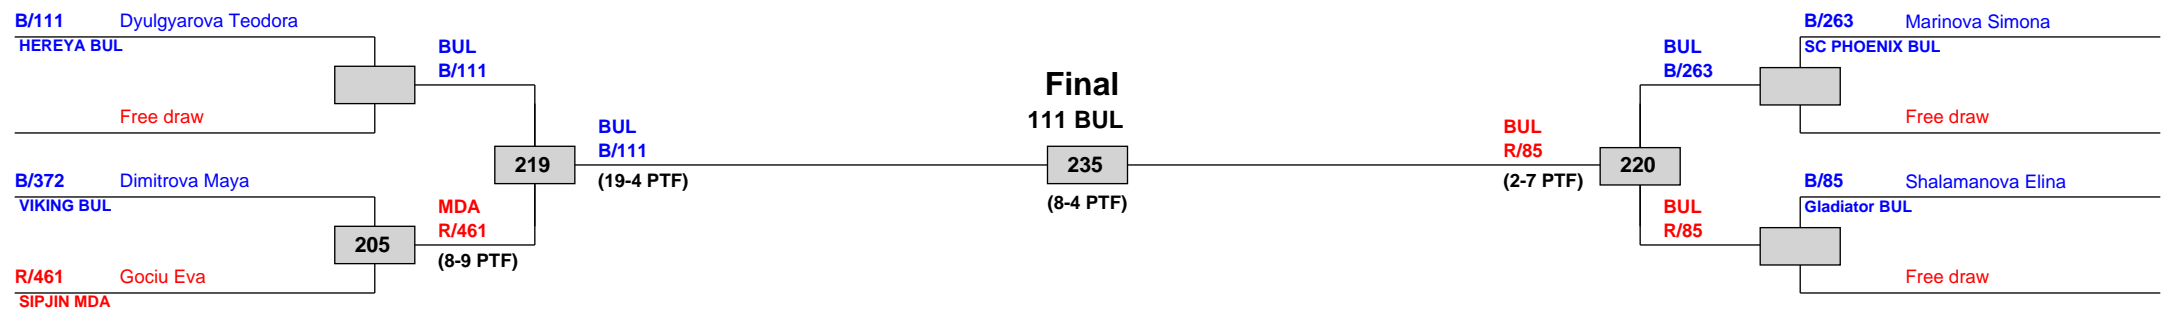 B/111 Dyulgyarova Teodora
HEREYA BUL
Free draw
BUL
B/111
B/372 Dimitrova Maya
VIKING BUL
205
R/461 Gociu Eva
SIPJIN MDA
MDA
R/461
(8-9 PTF)
219
BUL
B/111
(19-4 PTF)
Final
111 BUL
235
(8-4 PTF)
BUL
R/85
(2-7 PTF)
220
BUL
B/263
BUL
R/85
B/263 Marinova Simona
SC PHOENIX BUL
Free draw
B/85 Shalamanova Elina
Gladiator BUL
Free draw